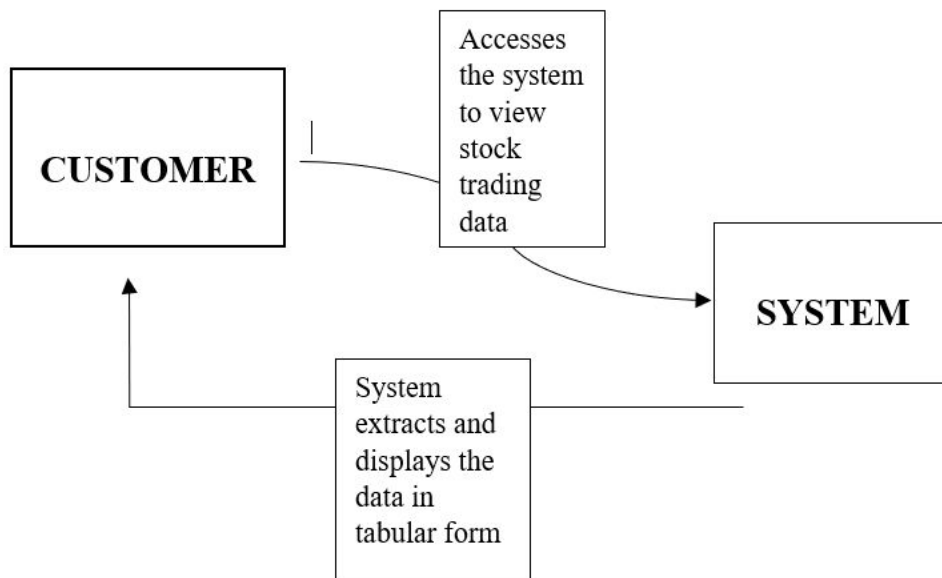 Accesses
the system
to view
stock
trading
data
CUSTOMER
SYSTEM
System
extracts and
displays the
data in
tabular form